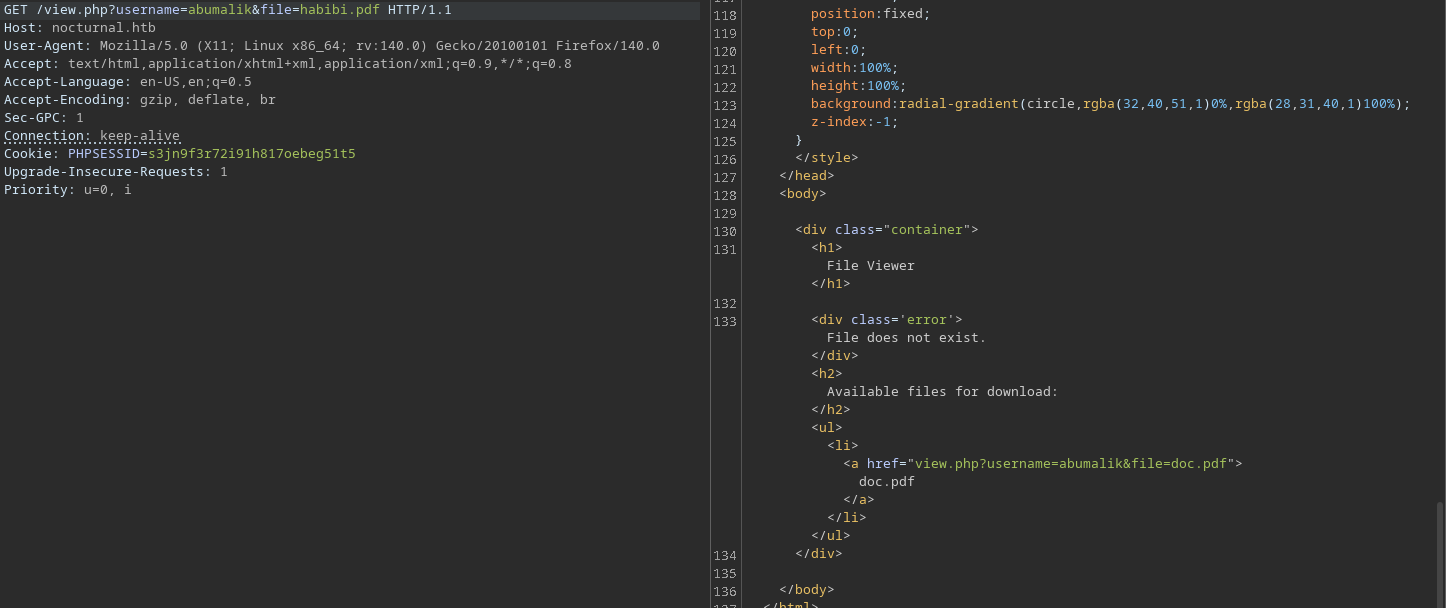 GET /view.php?username=abumalik&file=habibi.pdf HTTP/1.1
Host: nocturnal.htb
User-Agent: Mozilla/5.0 (X11; Linux x86_64; rv:140.0) Gecko/20100101 Firefox/140.0
Accept: text/html,application/xhtml+xml,application/xml;q=0.9,*/*;q=0.8
Accept-Language: en-US,en;q=0.5
Accept-Encoding: gzip, deflate, br
Sec-GPC: 1
Connection: keep-alive
Cookie: PHPSESSID=s3jn9f3r72i91h817oebeg51t5
Upgrade-Insecure-Requests: 1
Priority: u=0, i
118 position:fixed;
119 top:0;
120 left:0;
121 width:100%;
122 height:100%;
123 background:radial-gradient(circle,rgba(32,40,51,1)0%,rgba(28,31,40,1)100%);
124 z-index:-1;
125 }
126 </style>
127 </head>
128 <body>
129
130 <div class="container">
131 <h1>
File Viewer
</h1>
132
133 <div class='error'>
File does not exist.
</div>
<h2>
Available files for download:
</h2>
<ul>
<li>
<a href="view.php?username=abumalik&file=doc.pdf">
doc.pdf
</a>
</li>
</ul>
134 </div>
135
136 </body>
137 </html>